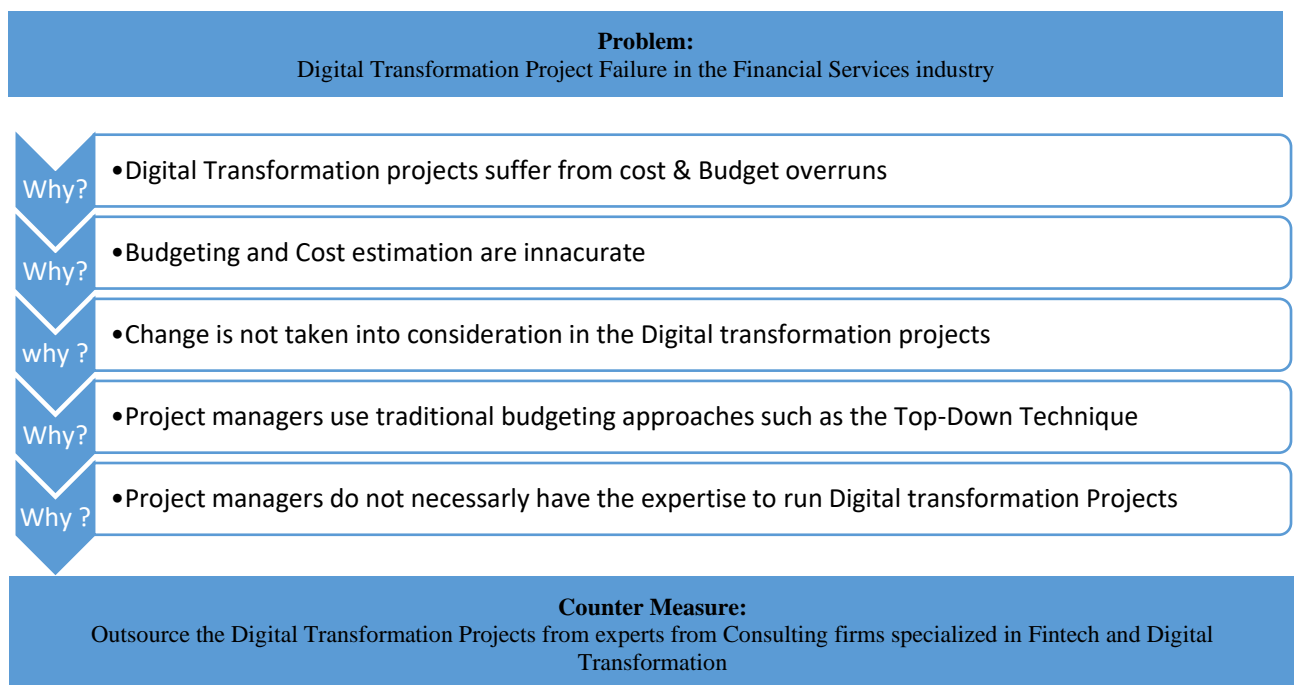 Problem:
Digital Transformation Project Failure in the Financial Services industry
Why?
•Digital Transformation projects suffer from cost & Budget overruns
Why?
•Budgeting and Cost estimation are innacurate
why ?
•Change is not taken into consideration in the Digital transformation projects
Why?
•Project managers use traditional budgeting approaches such as the Top-Down Technique
Why ?
•Project managers do not necessarly have the expertise to run Digital transformation Projects
Counter Measure:
Outsource the Digital Transformation Projects from experts from Consulting firms specialized in Fintech and Digital
Transformation